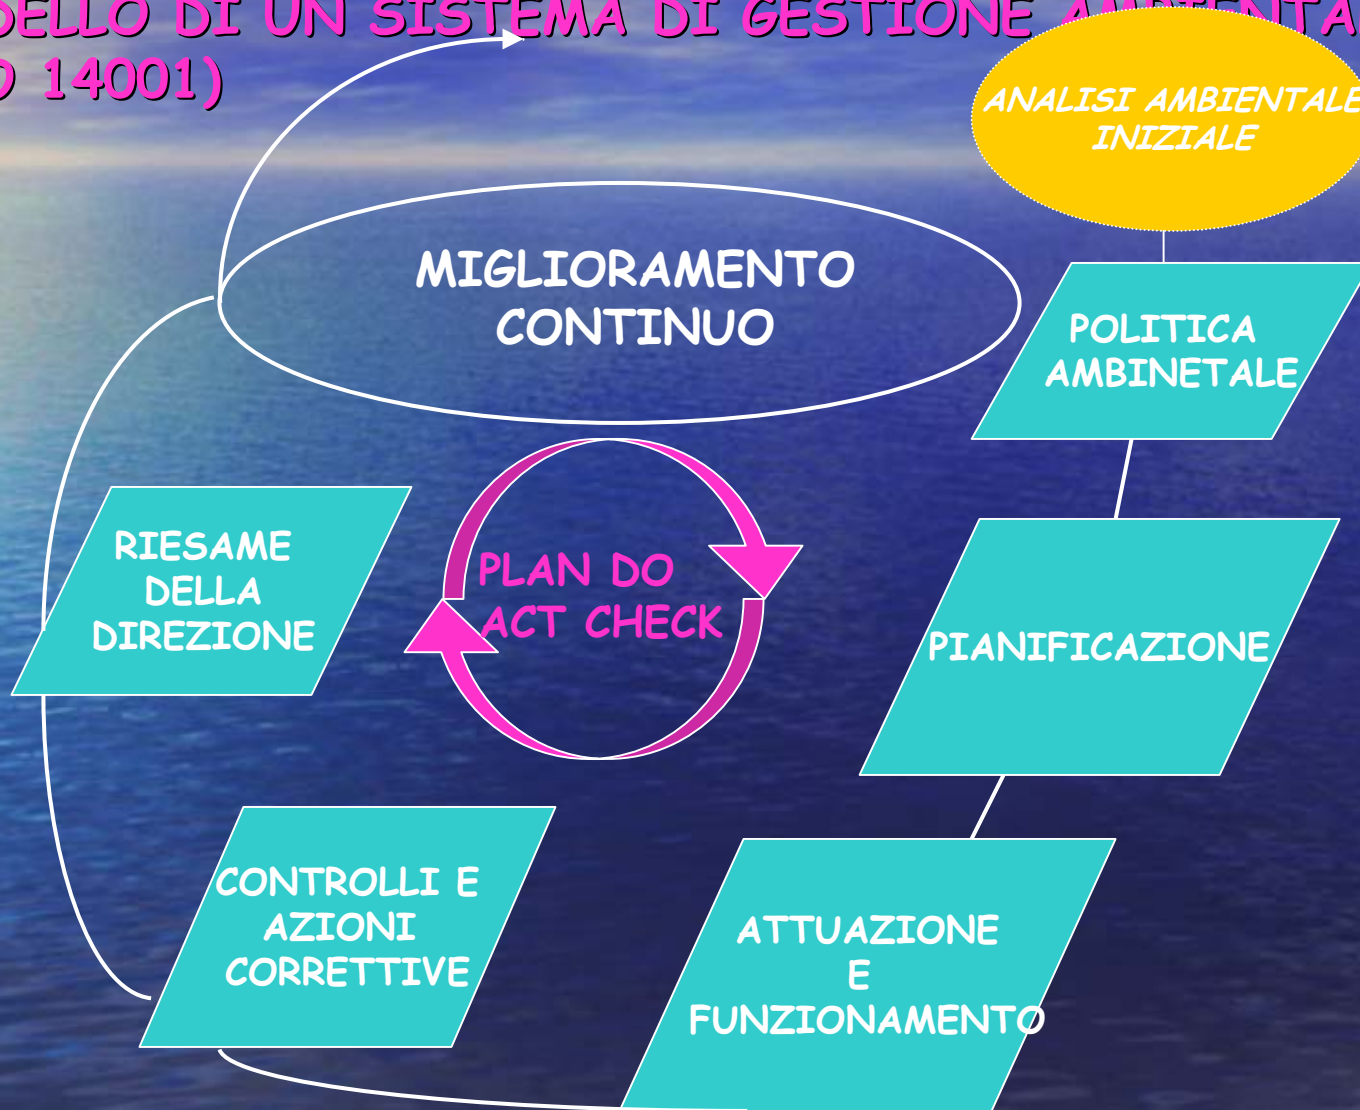 DELLO DI UN SISTEMA DI GESTIONE AMBIENTA
O 14001)
ANALISI AMBIENTALE
INIZIALE
MIGLIORAMENTO
CONTINUO
POLITICA
AMBINETALE
RIESAME
DELLA
DIREZIONE
PLAN DO
ACT CHECK
PIANIFICAZIONE
CONTROLLI E
AZIONI
CORRETTIVE
ATTUAZIONE
E
FUNZIONAMENTO